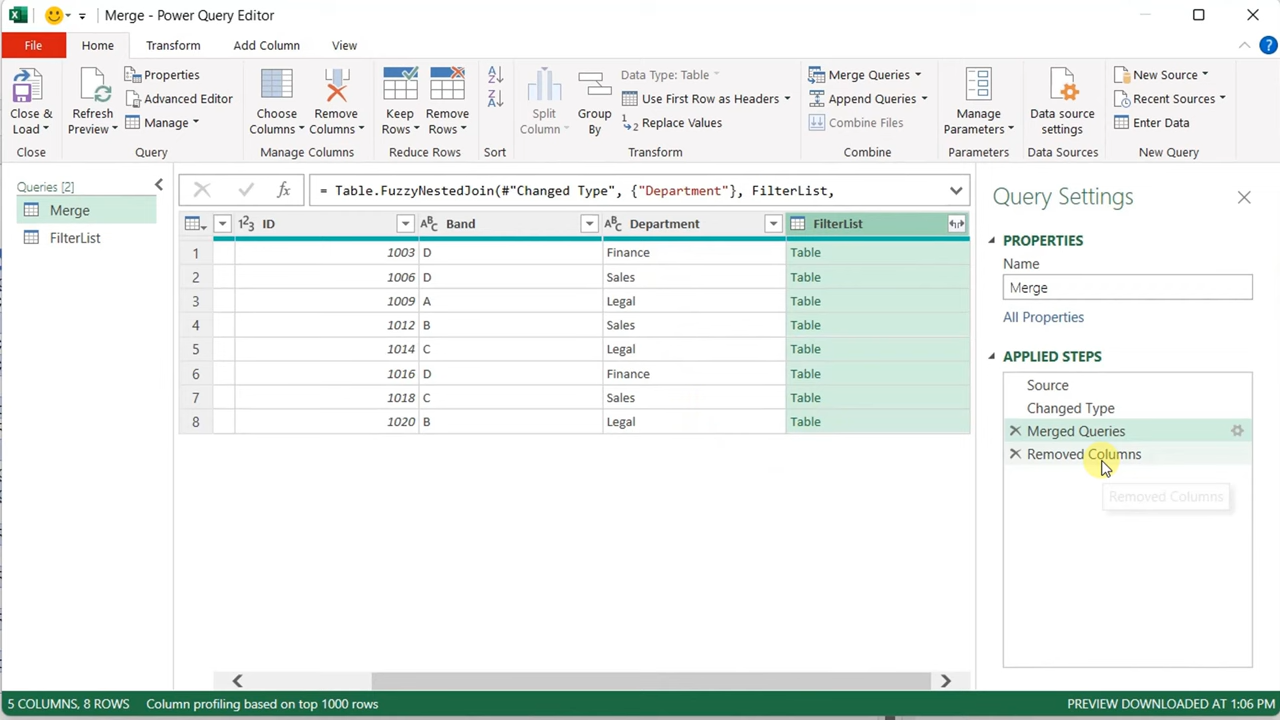 Merge - Power Query Editor
File Home Transform Add Column View
Close & Load
Close
Refresh Preview
Properties
Advanced Editor
Manage
Query
Choose Columns
Remove Columns
Manage Columns
Keep Rows
Remove Rows
Reduce Rows
Sort
Split Column
Group By
Data Type: Table
Use First Row as Headers
Replace Values
Transform
Merge Queries
Append Queries
Combine Files
Combine
Manage Parameters
Parameters
Data source settings
Data Sources
New Source
Recent Sources
Enter Data
New Query
Queries [2]
Merge
FilterList
= Table.FuzzyNestedJoin(#"Changed Type", {"Department"}, FilterList,
ID Band Department FilterList
1 1003 D Finance Table
2 1006 D Sales Table
3 1009 A Legal Table
4 1012 B Sales Table
5 1014 C Legal Table
6 1016 D Finance Table
7 1018 C Sales Table
8 1020 B Legal Table
Query Settings
PROPERTIES
Name
Merge
All Properties
APPLIED STEPS
Source
Changed Type
Merged Queries
Removed Columns
Removed Columns
5 COLUMNS, 8 ROWS Column profiling based on top 1000 rows PREVIEW DOWNLOADED AT 1:06 PM